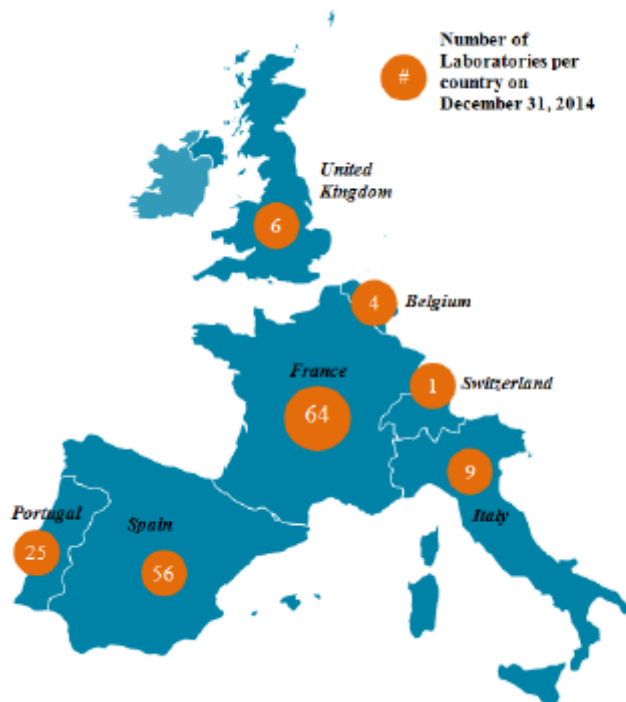 #
Number of
Laboratories per
country on
December 31, 2014
United
Kingdom
6
4
Belgium
France
64
1
Switzerland
9
Italy
Portugal
25
Spain
56